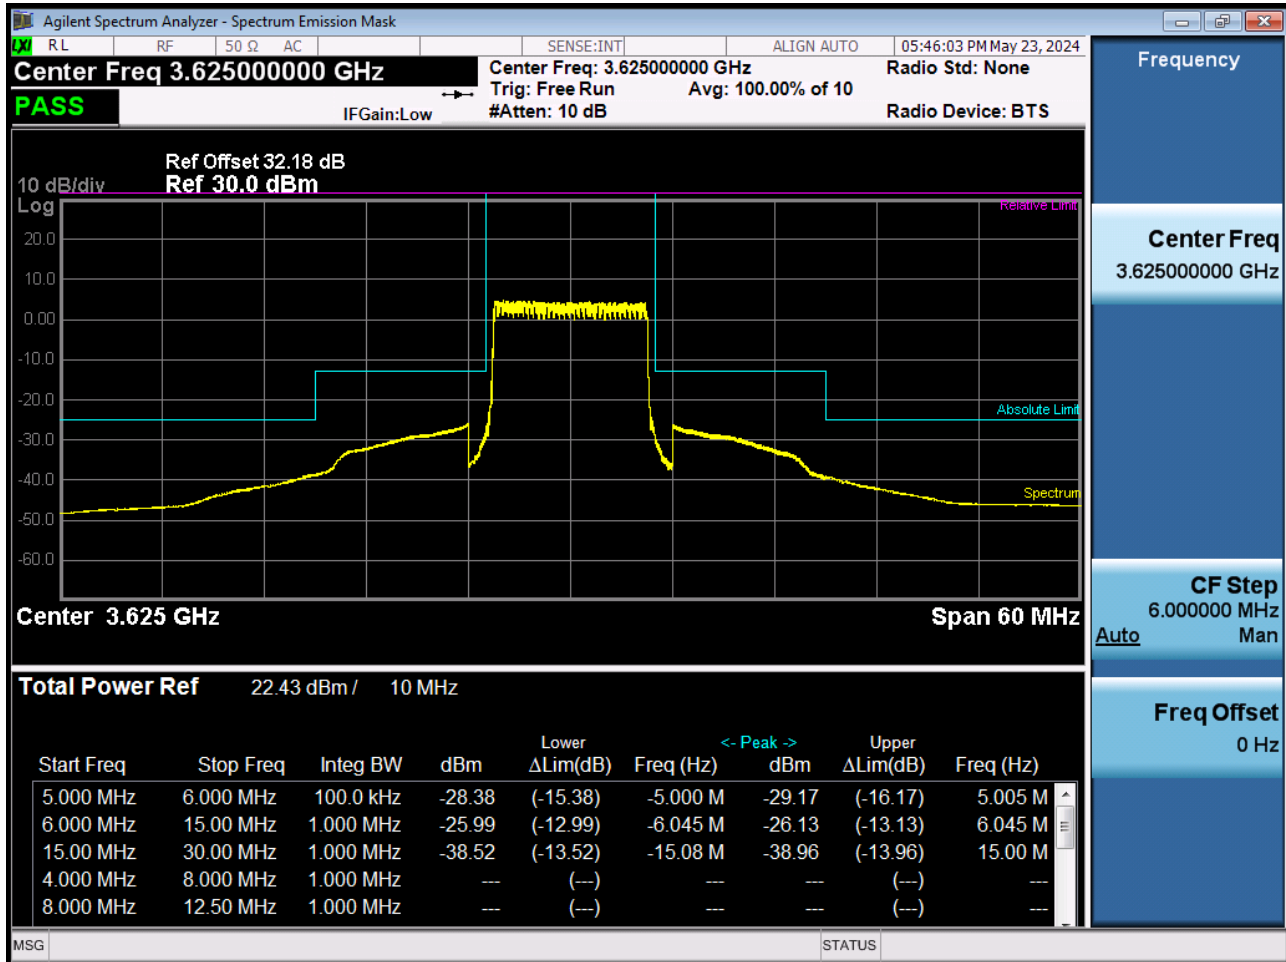 Agilent Spectrum Analyzer - Spectrum Emission Mask
LXI RL RF 50 Ω AC SENSE:INT ALIGN AUTO 05:46:03 PM May 23, 2024
Center Freq 3.625000000 GHz
Center Freq: 3.625000000 GHz
Radio Std: None
Trig: Free Run Avg: 100.00% of 10
PASS
IFGain:Low
#Atten: 10 dB
Radio Device: BTS
Ref Offset 32.18 dB
10 dB/div Ref 30.0 dBm
Log
Relative Limit
20.0
10.0
0.00
-10.0
-20.0
Absolute Limit
-30.0
-40.0
Spectrum
-50.0
-60.0
Center 3.625 GHz Span 60 MHz
Total Power Ref 22.43 dBm / 10 MHz
Lower <- Peak -> Upper
Start Freq Stop Freq Integ BW dBm ΔLim(dB) Freq (Hz) dBm ΔLim(dB) Freq (Hz)
5.000 MHz 6.000 MHz 100.0 kHz -28.38 (-15.38) -5.000 M -29.17 (-16.17) 5.005 M
6.000 MHz 15.00 MHz 1.000 MHz -25.99 (-12.99) -6.045 M -26.13 (-13.13) 6.045 M
15.00 MHz 30.00 MHz 1.000 MHz -38.52 (-13.52) -15.08 M -38.96 (-13.96) 15.00 M
4.000 MHz 8.000 MHz 1.000 MHz --- (---) --- --- (---) ---
8.000 MHz 12.50 MHz 1.000 MHz --- (---) --- --- (---) ---
MSG STATUS
Frequency
Center Freq
3.625000000 GHz
CF Step
6.000000 MHz
Auto Man
Freq Offset
0 Hz